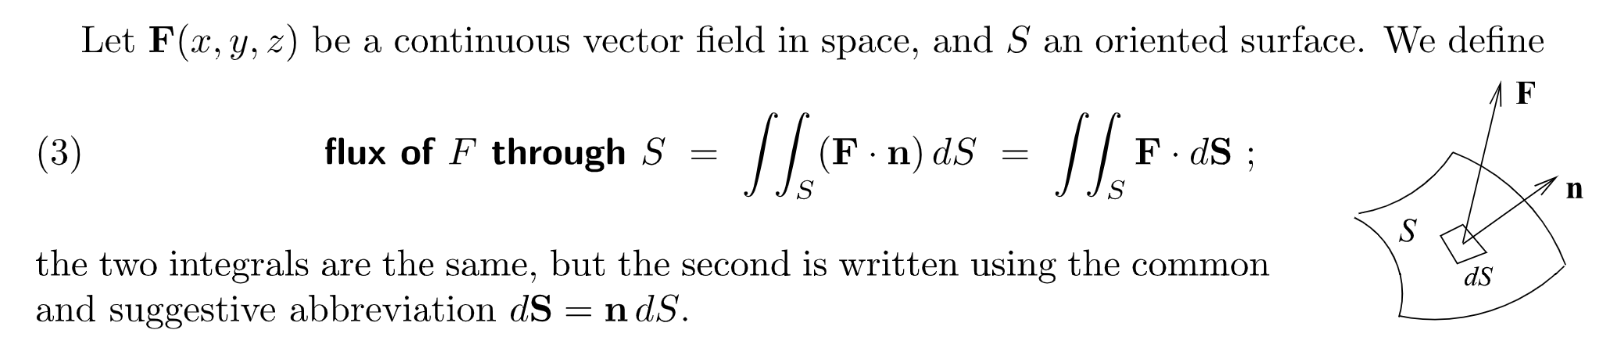 Let F(x, y, z) be a continuous vector field in space, and S an oriented surface. We define
(3) flux of F through S = ∬_S (F · n) dS = ∬_S F · dS ;
the two integrals are the same, but the second is written using the common
and suggestive abbreviation dS = n dS.
F
n
S
dS